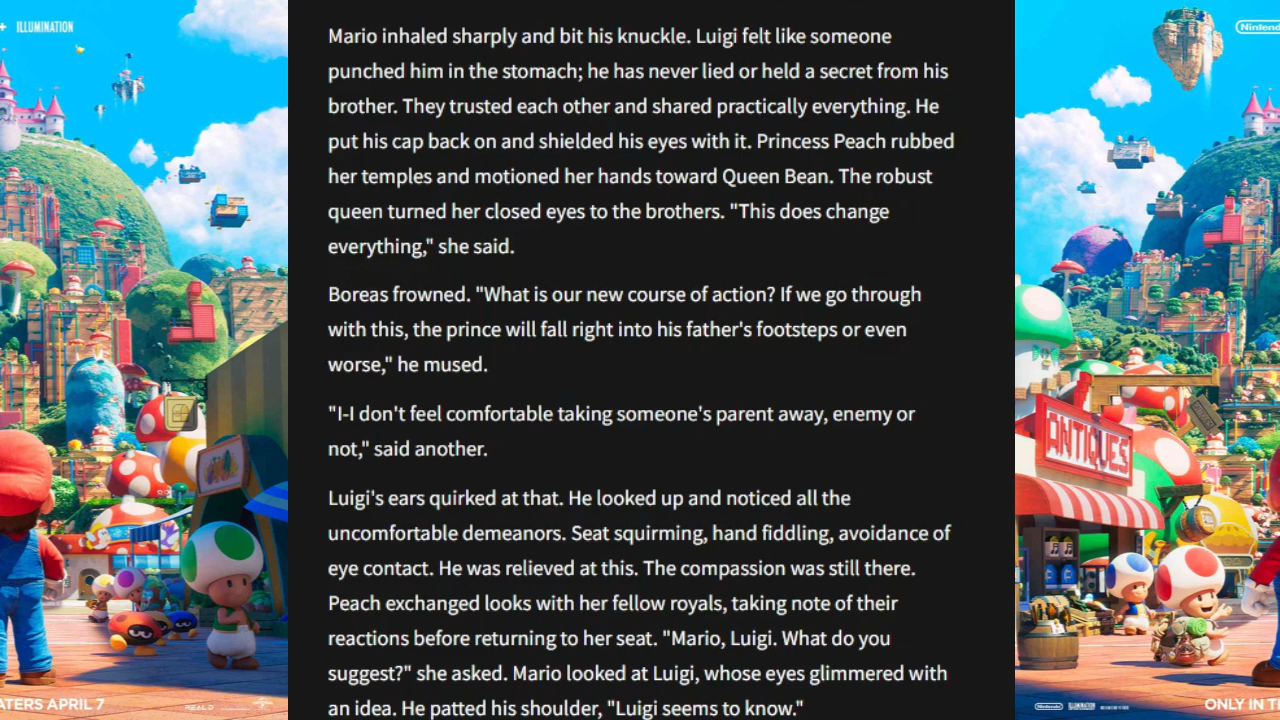 ILLUMINATION
Nintend
Mario inhaled sharply and bit his knuckle. Luigi felt like someone
punched him in the stomach; he has never lied or held a secret from his
brother. They trusted each other and shared practically everything. He
put his cap back on and shielded his eyes with it. Princess Peach rubbed
her temples and motioned her hands toward Queen Bean. The robust
queen turned her closed eyes to the brothers. "This does change
everything," she said.
Boreas frowned. "What is our new course of action? If we go through
with this, the prince will fall right into his father's footsteps or even
worse," he mused.
"I-I don't feel comfortable taking someone's parent away, enemy or
not," said another.
Luigi's ears quirked at that. He looked up and noticed all the
uncomfortable demeanors. Seat squirming, hand fiddling, avoidance of
eye contact. He was relieved at this. The compassion was still there.
Peach exchanged looks with her fellow royals, taking note of their
reactions before returning to her seat. "Mario, Luigi. What do you
suggest?" she asked. Mario looked at Luigi, whose eyes glimmered with
an idea. He patted his shoulder, "Luigi seems to know."
ANTIQUES
ATERS APRIL 7
REALD
Nintendo
ILLUMINATION
ONLY IN T